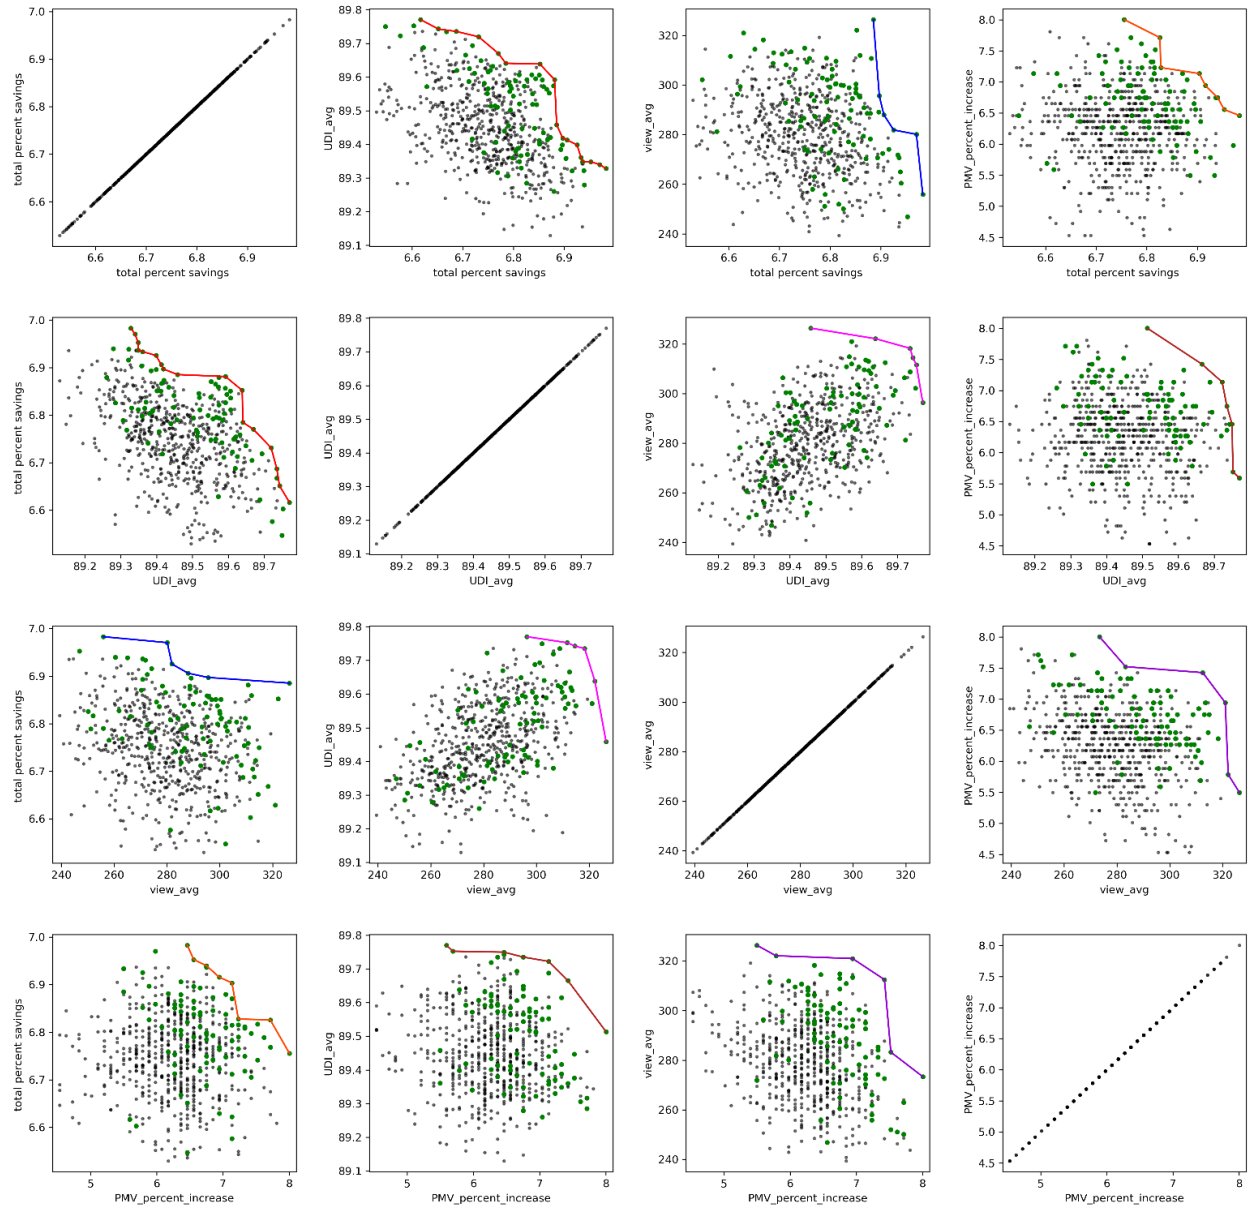 7.0
6.9
6.8
6.7
6.6
total percent savings
6.6 6.7 6.8 6.9
total percent savings
89.8
89.7
89.6
89.5
89.4
89.3
89.2
89.1
UDI_avg
6.6 6.7 6.8 6.9
total percent savings
320
300
280
260
240
view_avg
6.6 6.7 6.8 6.9
total percent savings
8.0
7.5
7.0
6.5
6.0
5.5
5.0
4.5
PMV_percent_increase
6.6 6.7 6.8 6.9
total percent savings
7.0
6.9
6.8
6.7
6.6
total percent savings
89.2 89.3 89.4 89.5 89.6 89.7
UDI_avg
89.8
89.7
89.6
89.5
89.4
89.3
89.2
89.1
UDI_avg
89.2 89.3 89.4 89.5 89.6 89.7
UDI_avg
320
300
280
260
240
view_avg
89.2 89.3 89.4 89.5 89.6 89.7
UDI_avg
8.0
7.5
7.0
6.5
6.0
5.5
5.0
4.5
PMV_percent_increase
89.2 89.3 89.4 89.5 89.6 89.7
UDI_avg
7.0
6.9
6.8
6.7
6.6
total percent savings
240 260 280 300 320
view_avg
89.8
89.7
89.6
89.5
89.4
89.3
89.2
89.1
UDI_avg
240 260 280 300 320
view_avg
320
300
280
260
240
view_avg
240 260 280 300 320
view_avg
8.0
7.5
7.0
6.5
6.0
5.5
5.0
4.5
PMV_percent_increase
240 260 280 300 320
view_avg
7.0
6.9
6.8
6.7
6.6
total percent savings
5 6 7 8
PMV_percent_increase
89.8
89.7
89.6
89.5
89.4
89.3
89.2
89.1
UDI_avg
5 6 7 8
PMV_percent_increase
320
300
280
260
240
view_avg
5 6 7 8
PMV_percent_increase
8.0
7.5
7.0
6.5
6.0
5.5
5.0
4.5
PMV_percent_increase
5 6 7 8
PMV_percent_increase